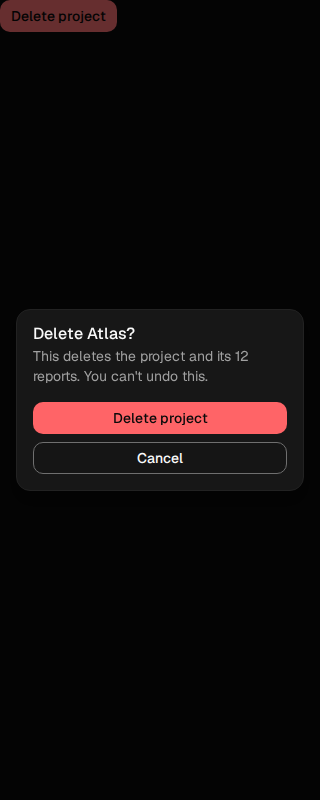 Delete project
Delete Atlas?
This deletes the project and its 12
reports. You can't undo this.
Delete project
Cancel